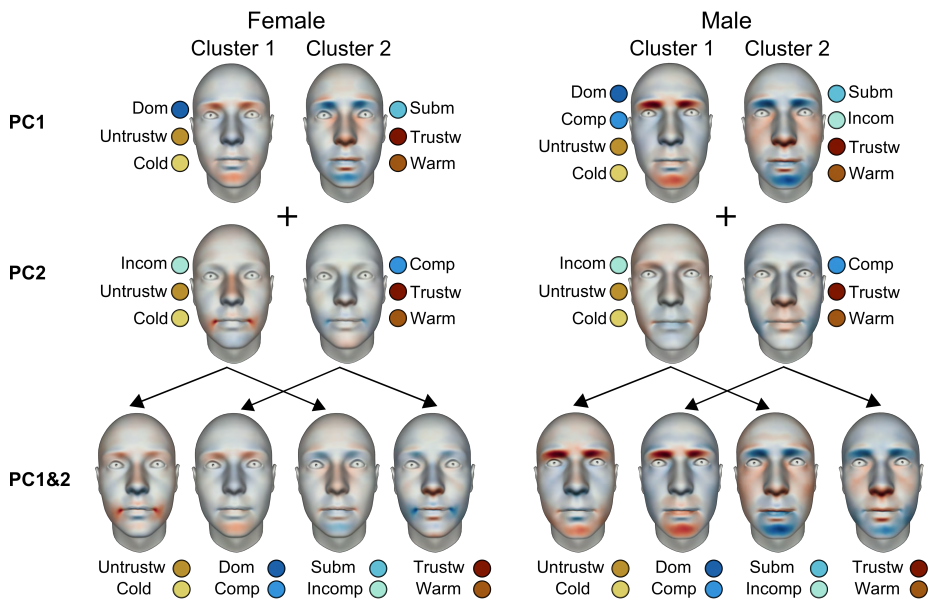 Female Male
Cluster 1 Cluster 2 Cluster 1 Cluster 2
PC1
Dom Subm
Untrustw Trustw
Cold Warm
Dom Subm
Comp Incom
Untrustw Trustw
Cold Warm
+ +
PC2
Incom Comp
Untrustw Trustw
Cold Warm
Incom Comp
Untrustw Trustw
Cold Warm
PC1&2
Untrustw Dom Subm Trustw
Cold Comp Incomp Warm
Untrustw Dom Subm Trustw
Cold Comp Incomp Warm